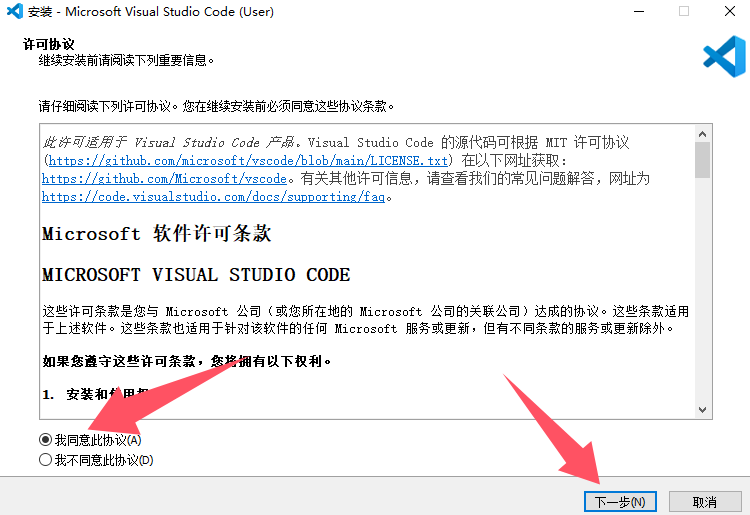 安装 - Microsoft Visual Studio Code (User)
许可协议
继续安装前请阅读下列重要信息。
请仔细阅读下列许可协议。您在继续安装前必须同意这些协议条款。
此许可适用于 Visual Studio Code 产品。Visual Studio Code 的源代码可根据 MIT 许可协议
(https://github.com/microsoft/vscode/blob/main/LICENSE.txt) 在以下网址获取:
https://github.com/Microsoft/vscode。有关其他许可信息，请查看我们的常见问题解答，网址为
https://code.visualstudio.com/docs/supporting/faq。
Microsoft 软件许可条款
MICROSOFT VISUAL STUDIO CODE
这些许可条款是您与 Microsoft 公司（或您所在地的 Microsoft 公司的关联公司）达成的协议。这些条款适用
于上述软件。这些条款也适用于针对该软件的任何 Microsoft 服务或更新，但有不同条款的服务或更新除外。
如果您遵守这些许可条款，您将拥有以下权利。
1. 安装和使用
我同意此协议(A)
我不同意此协议(D)
下一步(N)
取消